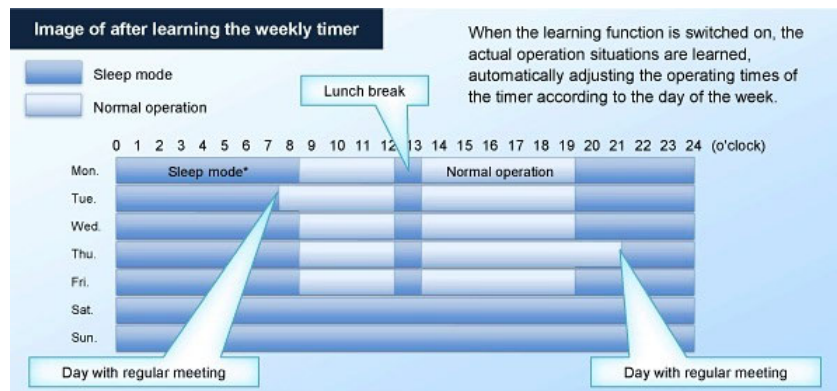 Image of after learning the weekly timer
When the learning function is switched on, the
actual operation situations are learned,
automatically adjusting the operating times of
the timer according to the day of the week.
Sleep mode
Normal operation
Lunch break
0 1 2 3 4 5 6 7 8 9 10 11 12 13 14 15 16 17 18 19 20 21 22 23 24 (o'clock)
Mon. Sleep mode* Normal operation
Tue.
Wed.
Thu.
Fri.
Sat.
Sun.
Day with regular meeting Day with regular meeting